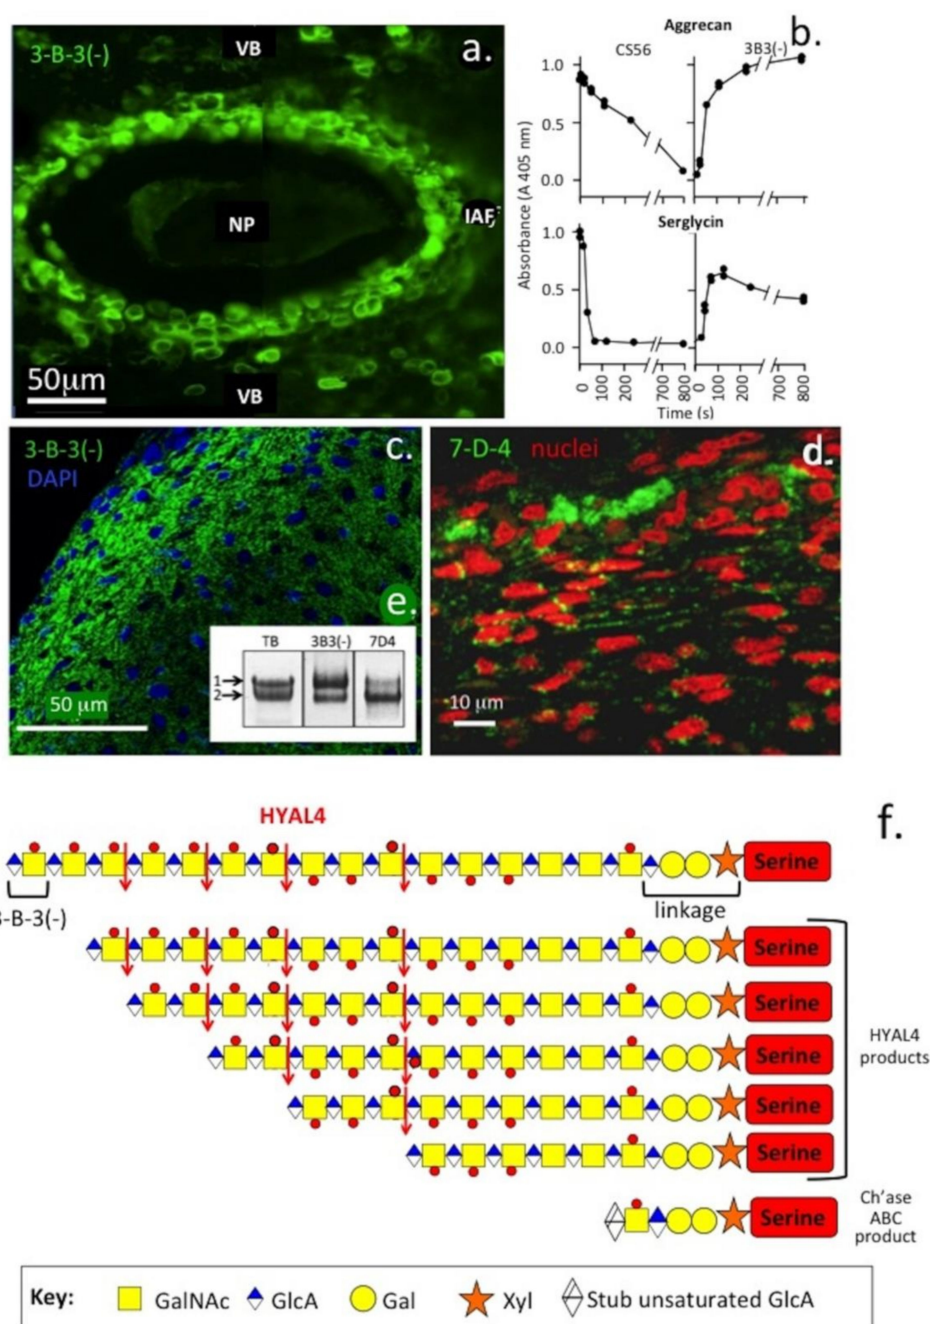 3-B-3(-)
VB
a.
NP
IAF
50μm
VB
Aggrecan
b.
CS56
3B3(-)
1.0
0.5
0.0
Absorbance (A 405 nm)
Serglycin
1.0
0.5
0.0
0 100 200 700 800 0 100 200 700 800
Time (s)
3-B-3(-)
DAPI
c.
e.
TB 3B3(-) 7D4
1
2
50 μm
7-D-4 nuclei
d.
10 μm
HYAL4
f.
Serine
linkage
-B-3(-)
Serine
Serine
HYAL4
products
Serine
Serine
Serine
Ch'ase
ABC
product
Serine
Key: GalNAc GlcA Gal Xyl Stub unsaturated GlcA